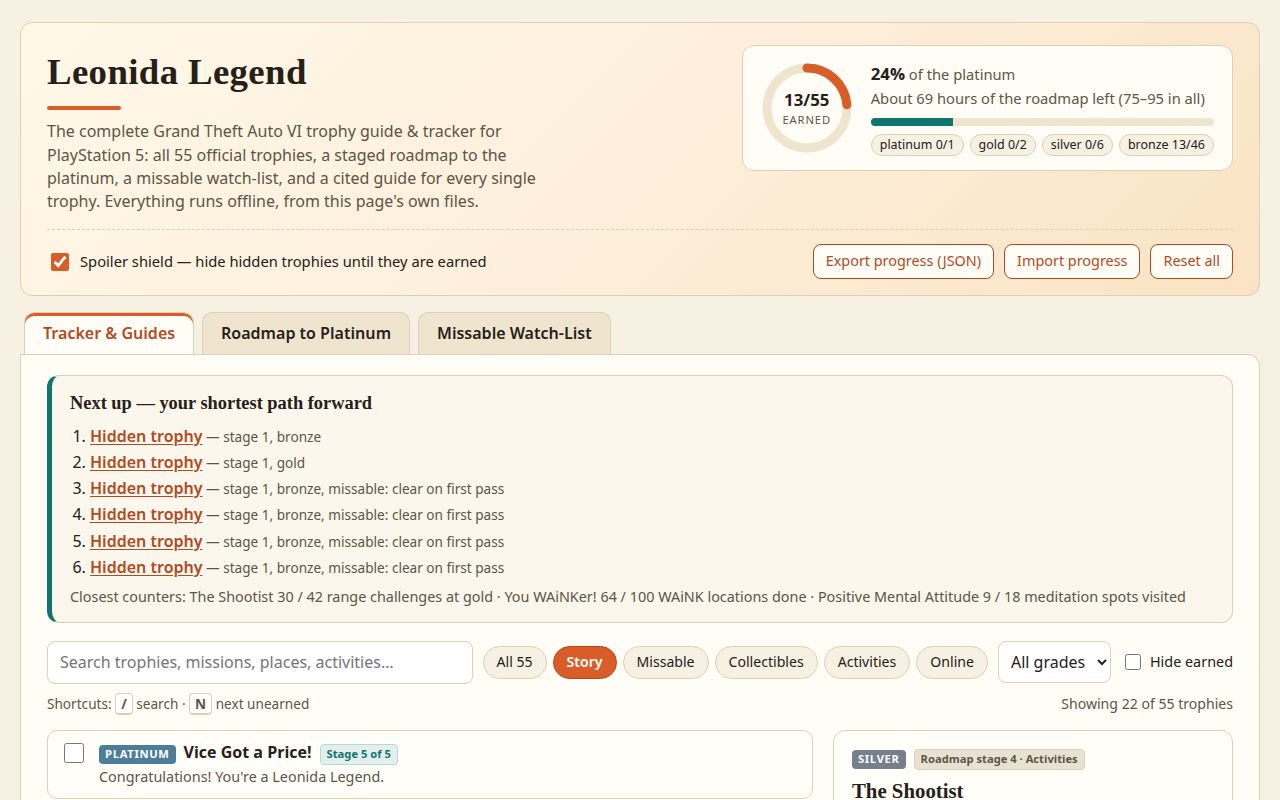 Leonida Legend
The complete Grand Theft Auto VI trophy guide & tracker for
PlayStation 5: all 55 official trophies, a staged roadmap to the
platinum, a missable watch-list, and a cited guide for every single
trophy. Everything runs offline, from this page's own files.
13/55
EARNED
24% of the platinum
About 69 hours of the roadmap left (75–95 in all)
platinum 0/1 gold 0/2 silver 0/6 bronze 13/46
Spoiler shield — hide hidden trophies until they are earned
Export progress (JSON) Import progress Reset all
Tracker & Guides Roadmap to Platinum Missable Watch-List
Next up — your shortest path forward
1. Hidden trophy — stage 1, bronze
2. Hidden trophy — stage 1, gold
3. Hidden trophy — stage 1, bronze, missable: clear on first pass
4. Hidden trophy — stage 1, bronze, missable: clear on first pass
5. Hidden trophy — stage 1, bronze, missable: clear on first pass
6. Hidden trophy — stage 1, bronze, missable: clear on first pass
Closest counters: The Shootist 30 / 42 range challenges at gold · You WAiNKer! 64 / 100 WAiNK locations done · Positive Mental Attitude 9 / 18 meditation spots visited
Search trophies, missions, places, activities... All 55 Story Missable Collectibles Activities Online All grades Hide earned
Shortcuts: / search · N next unearned Showing 22 of 55 trophies
PLATINUM Vice Got a Price! Stage 5 of 5
Congratulations! You're a Leonida Legend.
SILVER Roadmap stage 4 · Activities
The Shootist